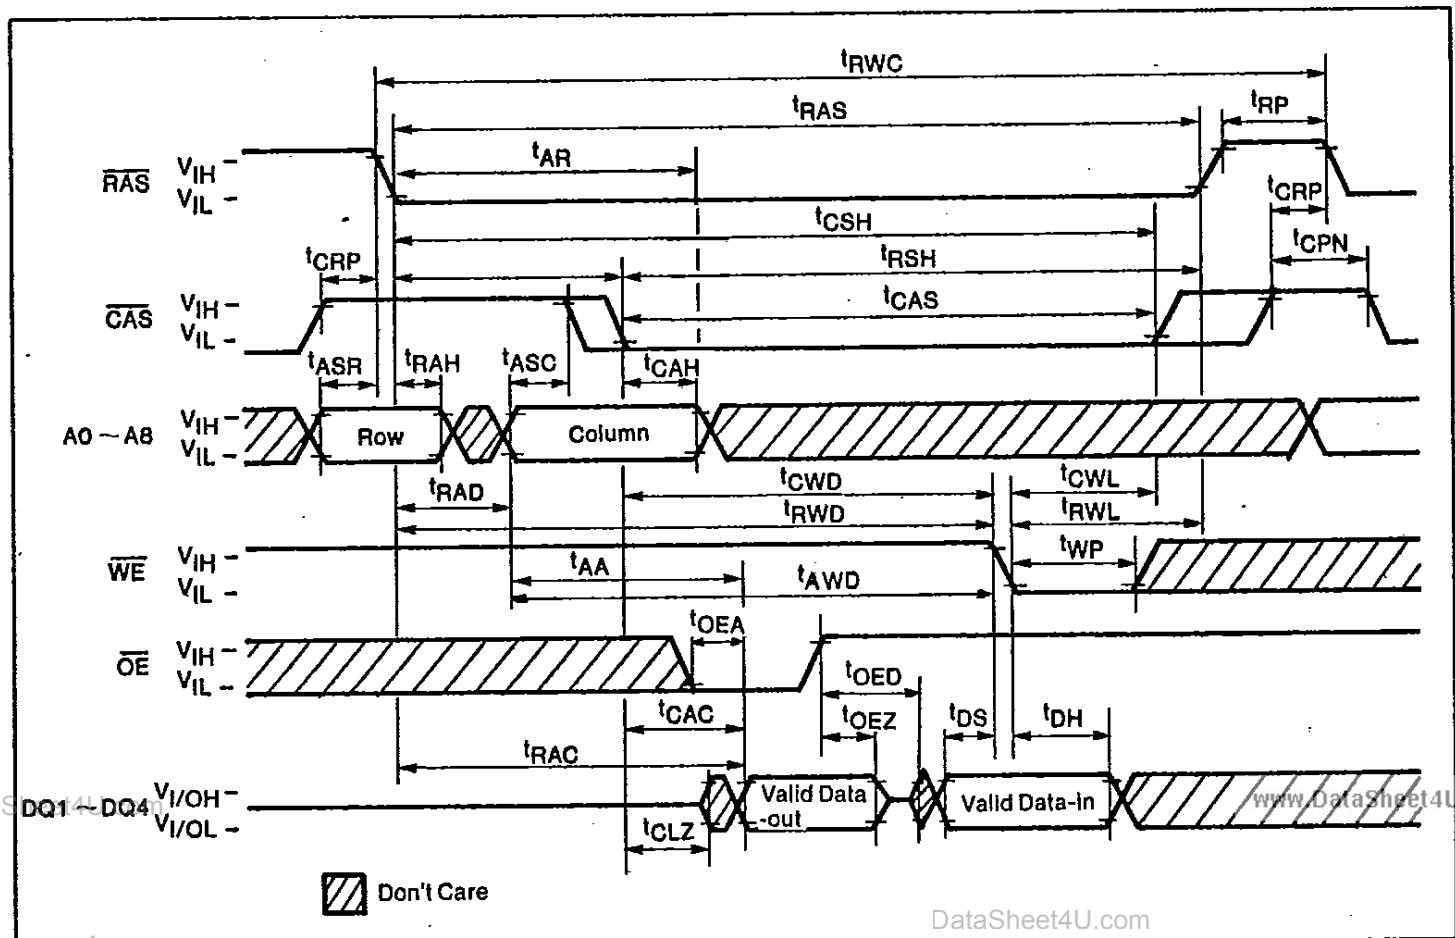 tRWC
tRAS
tRP
tAR
RAS
VIH
VIL
tCRP
tCSH
tCPN
tCRP
tRSH
tCAS
CAS
VIH
VIL
tASR
tRAH
tASC
tCAH
A0 ~ A8
VIH
VIL
Row
Column
tRAD
tCWD
tCWL
tRWD
tRWL
WE
VIH
VIL
tAA
tAWD
tWP
tOEA
OE
VIH
VIL
tOED
tCAC
tOEZ
tDS
tDH
tRAC
DQ1 ~ DQ4
VI/OH
VI/OL
Valid Data
-out
Valid Data-in
www.DataSheet4U
tCLZ
Don't Care
DataSheet4U.com